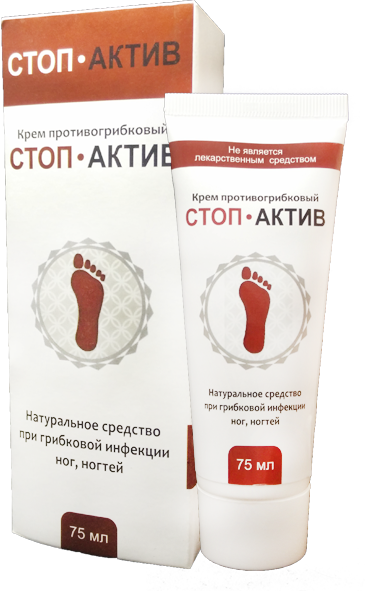 СТОП•АКТИВ
Крем противогрибковый
СТОП•АКТИВ
Натуральное средство
при грибковой инфекции
ног, ногтей
75 мл
Не является
лекарственным средством
Крем противогрибковый
СТОП•АКТИВ
Натуральное средство
при грибковой инфекции
ног, ногтей
75 мл